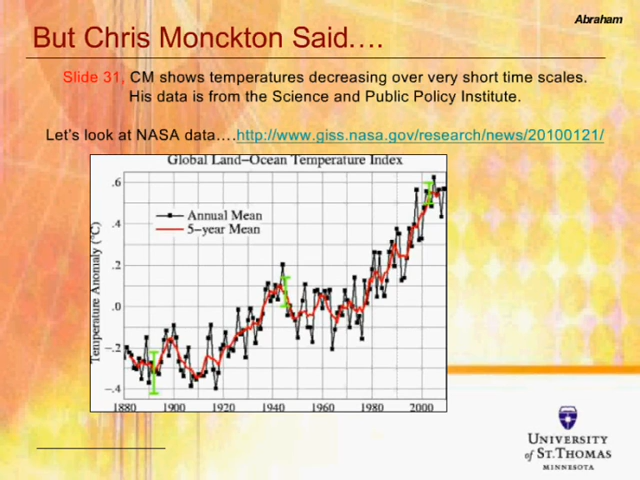 Abraham
But Chris Monckton Said....
Slide 31, CM shows temperatures decreasing over very short time scales.
His data is from the Science and Public Policy Institute.
Let's look at NASA data....http://www.giss.nasa.gov/research/news/20100121/
Global Land–Ocean Temperature Index
.6
.4
.2
.0
-.2
-.4
Temperature Anomaly (°C)
Annual Mean
5-year Mean
1880 1900 1920 1940 1960 1980 2000
UNIVERSITY
of ST. THOMAS
MINNESOTA